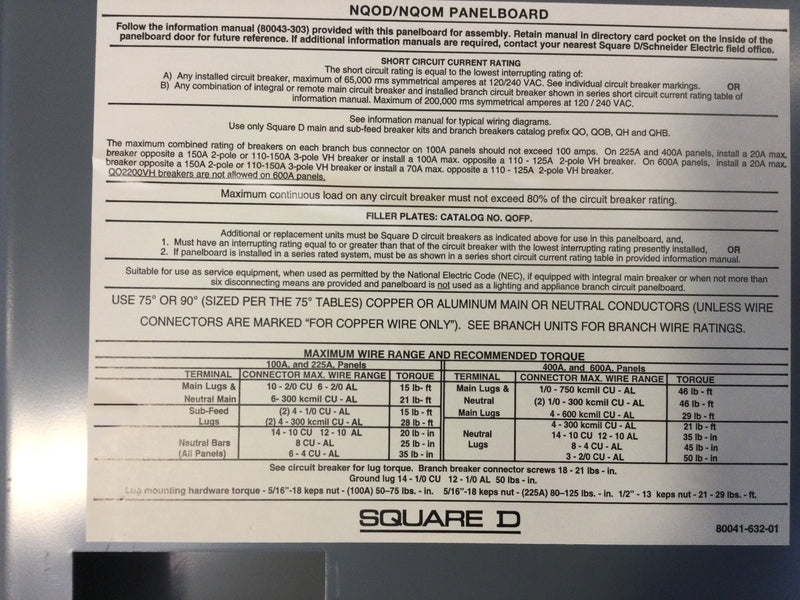 NQOD/NQOM PANELBOARD
Follow the information manual (80043-303) provided with this panelboard for assembly. Retain manual in directory card pocket on the inside of the
panelboard door for future reference. If additional information manuals are required, contact your nearest Square D/Schneider Electric field office.
SHORT CIRCUIT CURRENT RATING
The short circuit rating is equal to the lowest interrupting rating of:
A) Any installed circuit breaker, maximum of 65,000 rms symmetrical amperes at 120/240 VAC. See individual circuit breaker markings. OR
B) Any combination of integral or remote main circuit breaker and installed branch circuit breaker shown in series short circuit current rating table of
information manual. Maximum of 200,000 rms symmetrical amperes at 120 / 240 VAC.
See information manual for typical wiring diagrams.
Use only Square D main and sub-feed breaker kits and branch breakers catalog prefix QO, QOB, QH and QHB.
The maximum combined rating of breakers on each branch bus connector on 100A panels should not exceed 100 amps. On 225A and 400A panels, install a 20A max.
breaker opposite a 150A 2-pole or 110-150A 3-pole VH breaker or install a 100A max. opposite a 110 - 125A 2-pole VH breaker. On 600A panels, install a 20A max.
breaker opposite a 150A 2-pole or 110-150A 3-pole VH breaker or install a 70A max. opposite a 110 - 125A 2-pole VH breaker.
QO2200VH breakers are not allowed on 600A panels.
Maximum continuous load on any circuit breaker must not exceed 80% of the circuit breaker rating.
FILLER PLATES: CATALOG NO. QOFP.
Additional or replacement units must be Square D circuit breakers as indicated above for use in this panelboard, and,
1. Must have an interrupting rating equal to or greater than that of the circuit breaker with the lowest interrupting rating presently installed, OR
2. If panelboard is installed in a series rated system, must be as shown in a series short circuit current rating table in provided information manual.
Suitable for use as service equipment, when used as permitted by the National Electric Code (NEC), if equipped with integral main breaker or when not more than
six disconnecting means are provided and panelboard is not used as a lighting and appliance branch circuit panelboard.
USE 75° OR 90° (SIZED PER THE 75° TABLES) COPPER OR ALUMINUM MAIN OR NEUTRAL CONDUCTORS (UNLESS WIRE
CONNECTORS ARE MARKED "FOR COPPER WIRE ONLY"). SEE BRANCH UNITS FOR BRANCH WIRE RATINGS.
MAXIMUM WIRE RANGE AND RECOMMENDED TORQUE
100A. and 225A. Panels 400A. and 600A. Panels
TERMINAL CONNECTOR MAX. WIRE RANGE TORQUE TERMINAL CONNECTOR MAX. WIRE RANGE TORQUE
Main Lugs & 10 - 2/0 CU 6 - 2/0 AL 15 lb- ft Main Lugs & 1/0 - 750 kcmil CU - AL 46 lb - ft
Neutral Main 6- 300 kcmil CU - AL 21 lb- ft Neutral (2) 1/0 - 300 kcmil CU - AL 46 lb - ft
Sub-Feed (2) 4 - 1/0 CU - AL 15 lb - ft Main Lugs 4 - 600 kcmil CU - AL 29 lb - ft
Lugs (2) 4 - 300 kcmil CU - AL 28 lb - ft 4 - 300 kcmil CU - AL 21 lb - ft
14 - 10 CU 12 - 10 AL 20 lb - in Neutral 14 - 10 CU 12 - 10 AL 35 lb - in
Neutral Bars 8 CU - AL 25 lb - in Lugs 8 - 4 CU - AL 45 lb - in
(All Panels) 6 - 4 CU - AL 35 lb - in 3 - 2/0 CU - AL 50 lb - in
See circuit breaker for lug torque. Branch breaker connector screws 18 - 21 lbs - in.
Ground lug 14 - 1/0 CU 12 - 1/0 AL 50 lbs - in.
Lug mounting hardware torque - 5/16"-18 keps nut - (100A) 50–75 lbs. - in. 5/16"-18 keps nut - (225A) 80–125 lbs. - in. 1/2" - 13 keps nut - 21 - 29 lbs. - ft.
SQUARE D
80041-632-01